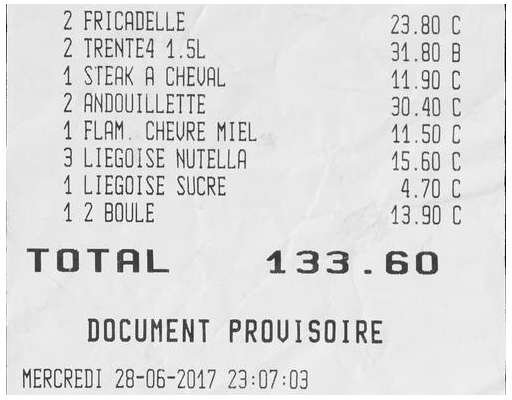 2 FRICADELLE 23.80 C
2 TRENTE4 1.5L 31.80 B
1 STEAK A CHEVAL 11.90 C
2 ANDOUILLETTE 30.40 C
1 FLAM. CHEVRE MIEL 11.50 C
3 LIEGOISE NUTELLA 15.60 C
1 LIEGOISE SUCRE 4.70 C
1 2 BOULE 13.90 C
TOTAL 133.60
DOCUMENT PROVISOIRE
MERCREDI 28-06-2017 23:07:03